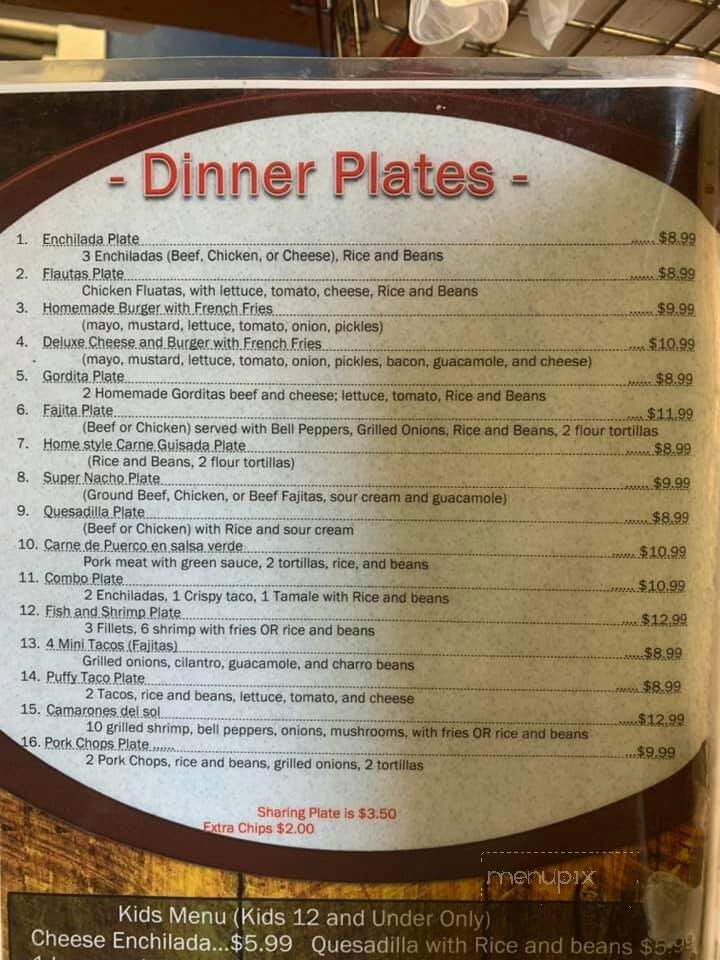 - Dinner Plates -
1. Enchilada Plate...... $8.99
3 Enchiladas (Beef, Chicken, or Cheese), Rice and Beans
2. Flautas Plate...... $8.99
Chicken Fluatas, with lettuce, tomato, cheese, Rice and Beans
3. Homemade Burger with French Fries...... $9.99
(mayo, mustard, lettuce, tomato, onion, pickles)
4. Deluxe Cheese and Burger with French Fries.... $10.99
(mayo, mustard, lettuce, tomato, onion, pickles, bacon, guacamole, and cheese)
5. Gordita Plate...... $8.99
2 Homemade Gorditas beef and cheese; lettuce, tomato, Rice and Beans
6. Fajita Plate.... $11.99
(Beef or Chicken) served with Bell Peppers, Grilled Onions, Rice and Beans, 2 flour tortillas
7. Home style Carne Guisada Plate...... $8.99
(Rice and Beans, 2 flour tortillas)
8. Super Nacho Plate...... $9.99
(Ground Beef, Chicken, or Beef Fajitas, sour cream and guacamole)
9. Quesadilla Plate...... $8.99
(Beef or Chicken) with Rice and sour cream
10. Carne de Puerco en salsa verde...... $10.99
Pork meat with green sauce, 2 tortillas, rice, and beans
11. Combo Plate...... $10.99
2 Enchiladas, 1 Crispy taco, 1 Tamale with Rice and beans
12. Fish and Shrimp Plate.... $12.99
3 Fillets, 6 shrimp with fries OR rice and beans
13. 4 Mini Tacos (Fajitas)......$8.99
Grilled onions, cilantro, guacamole, and charro beans
14. Puffy Taco Plate...... $8.99
2 Tacos, rice and beans, lettuce, tomato, and cheese
15. Camarones del sol.....$12.99
10 grilled shrimp, bell peppers, onions, mushrooms, with fries OR rice and beans
16. Pork Chops Plate ...... ...$9.99
2 Pork Chops, rice and beans, grilled onions, 2 tortillas
Sharing Plate is $3.50
Extra Chips $2.00
menupix
Kids Menu (Kids 12 and Under Only)
Cheese Enchilada...$5.99 Quesadilla with Rice and beans $5.99